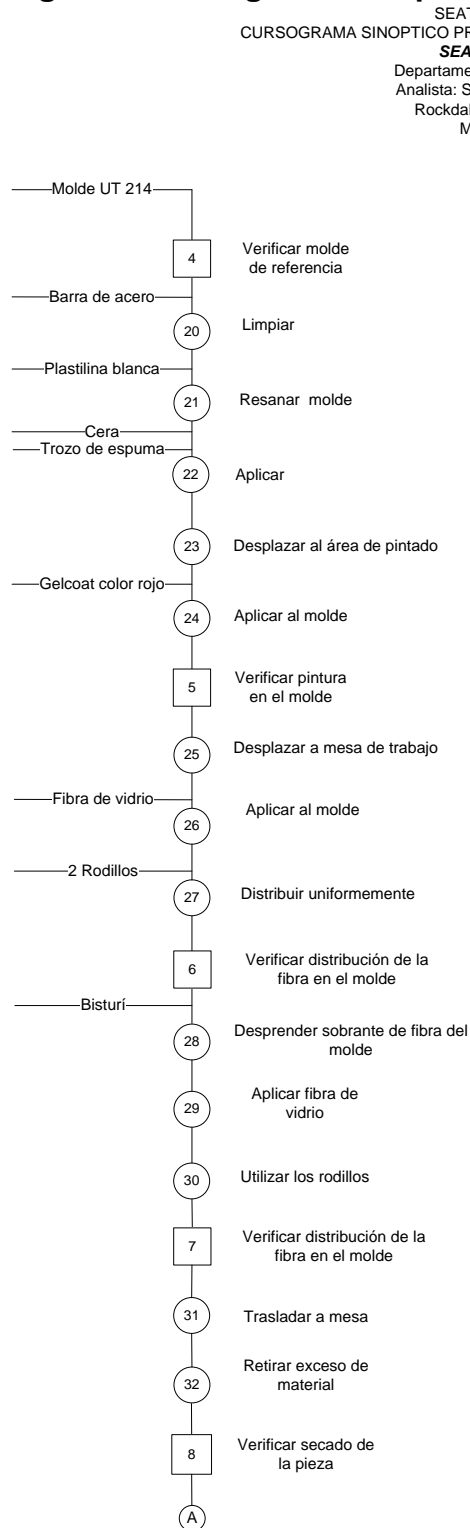 SEAT
CURSOGRAMA SINOPTICO PR
SEA
Departame
Analista: S
Rockdal
M
Molde UT 214
4
Verificar molde
de referencia
Barra de acero
20
Limpiar
Plastilina blanca
21
Resanar molde
Cera
Trozo de espuma
22
Aplicar
23
Desplazar al área de pintado
Gelcoat color rojo
24
Aplicar al molde
5
Verificar pintura
en el molde
25
Desplazar a mesa de trabajo
Fibra de vidrio
26
Aplicar al molde
2 Rodillos
27
Distribuir uniformemente
6
Verificar distribución de la
fibra en el molde
Bisturí
28
Desprender sobrante de fibra del
molde
29
Aplicar fibra de
vidrio
30
Utilizar los rodillos
7
Verificar distribución de la
fibra en el molde
31
Trasladar a mesa
32
Retirar exceso de
material
8
Verificar secado de
la pieza
A